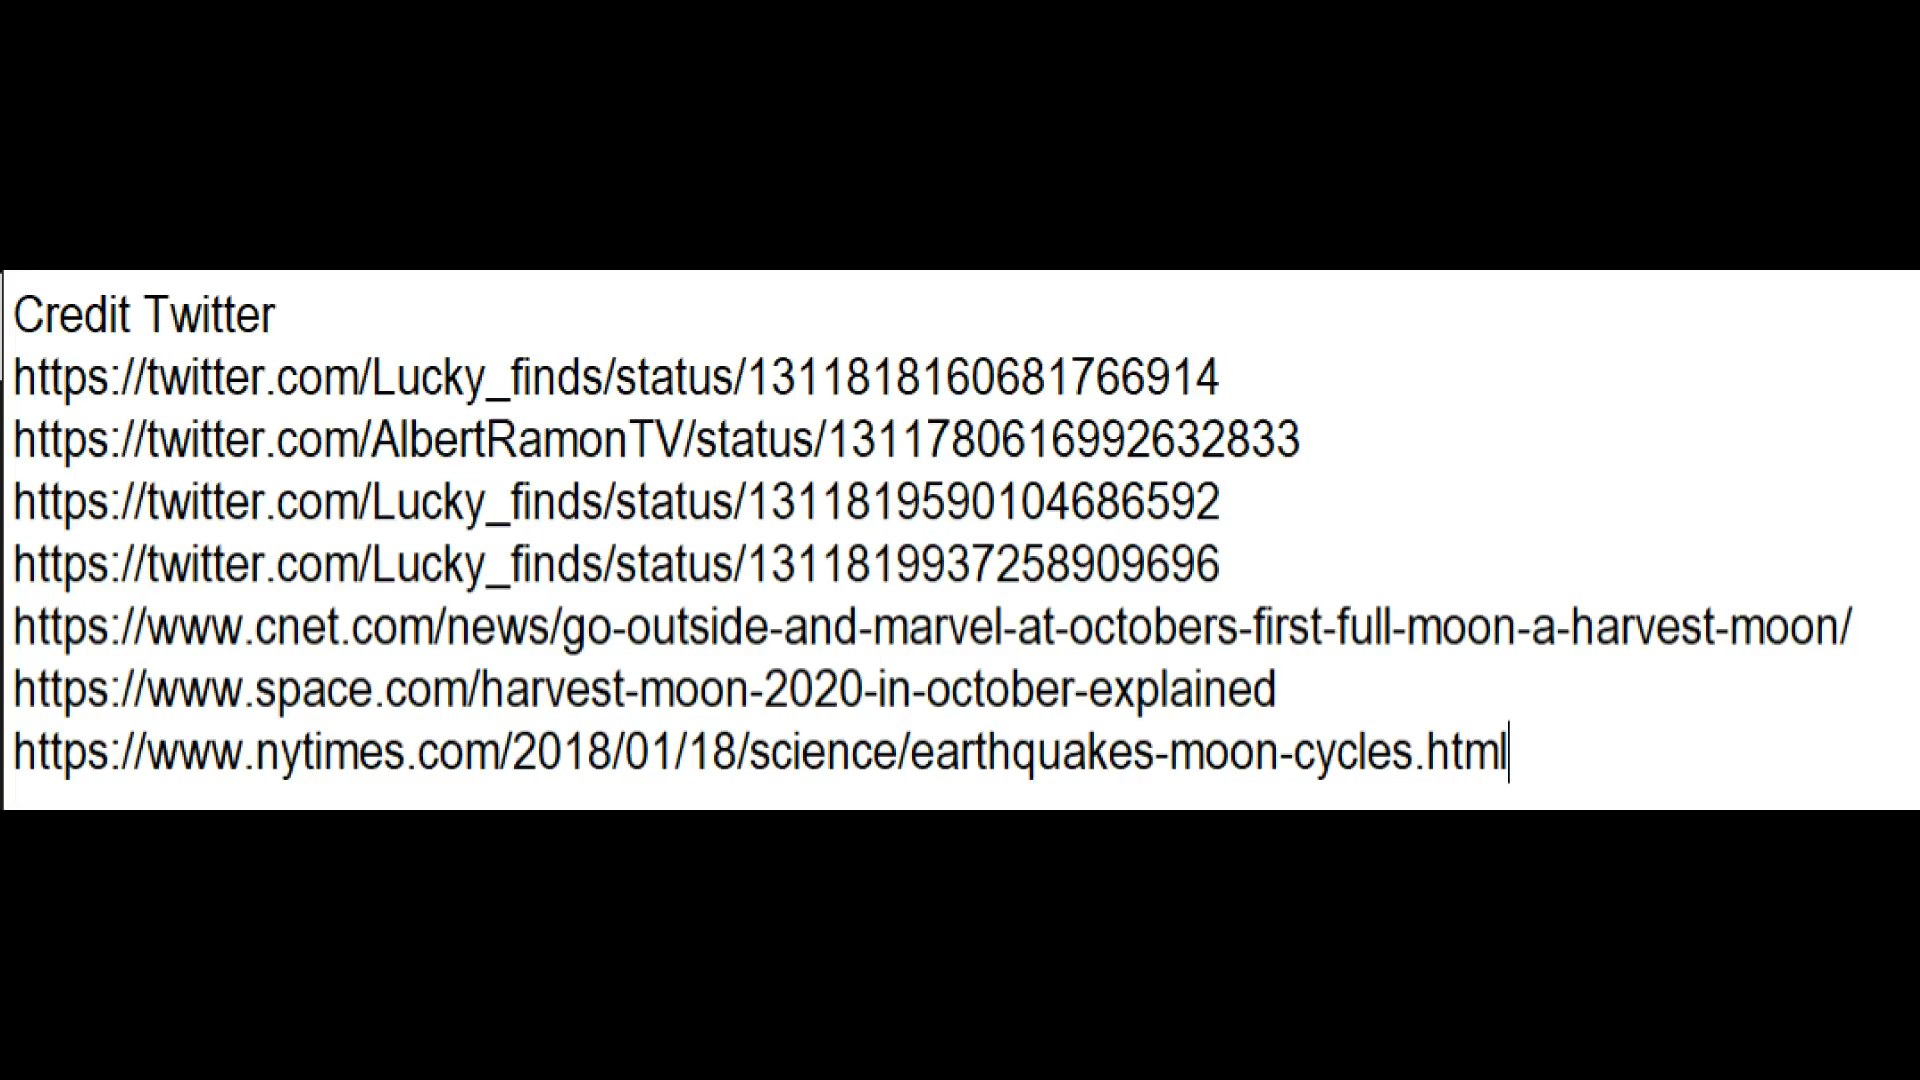 Credit Twitter
https://twitter.com/Lucky_finds/status/1311818160681766914
https://twitter.com/AlbertRamonTV/status/1311780616992632833
https://twitter.com/Lucky_finds/status/1311819590104686592
https://twitter.com/Lucky_finds/status/1311819937258909696
https://www.cnet.com/news/go-outside-and-marvel-at-octobers-first-full-moon-a-harvest-moon/
https://www.space.com/harvest-moon-2020-in-october-explained
https://www.nytimes.com/2018/01/18/science/earthquakes-moon-cycles.html